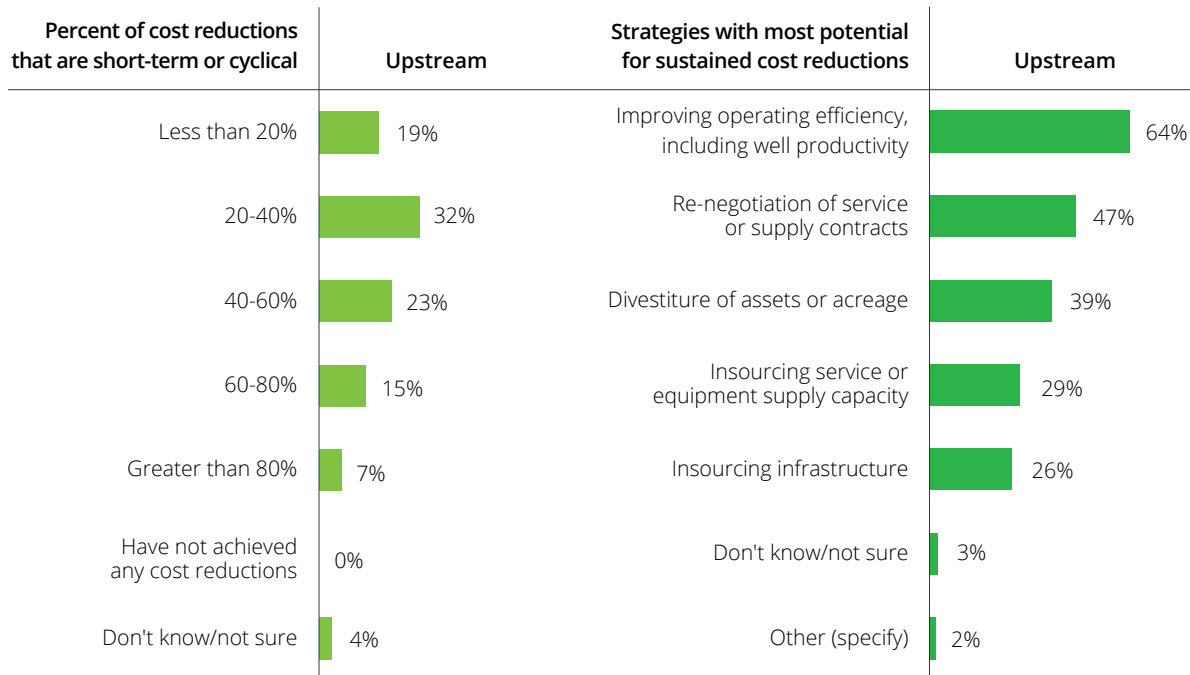 Percent of cost reductions
that are short-term or cyclical
Upstream
Less than 20%
19%
20-40%
32%
40-60%
23%
60-80%
15%
Greater than 80%
7%
Have not achieved
any cost reductions
0%
Don't know/not sure
4%
Strategies with most potential
for sustained cost reductions
Upstream
Improving operating efficiency,
including well productivity
64%
Re-negotiation of service
or supply contracts
47%
Divestiture of assets or acreage
39%
Insourcing service or
equipment supply capacity
29%
Insourcing infrastructure
26%
Don't know/not sure
3%
Other (specify)
2%